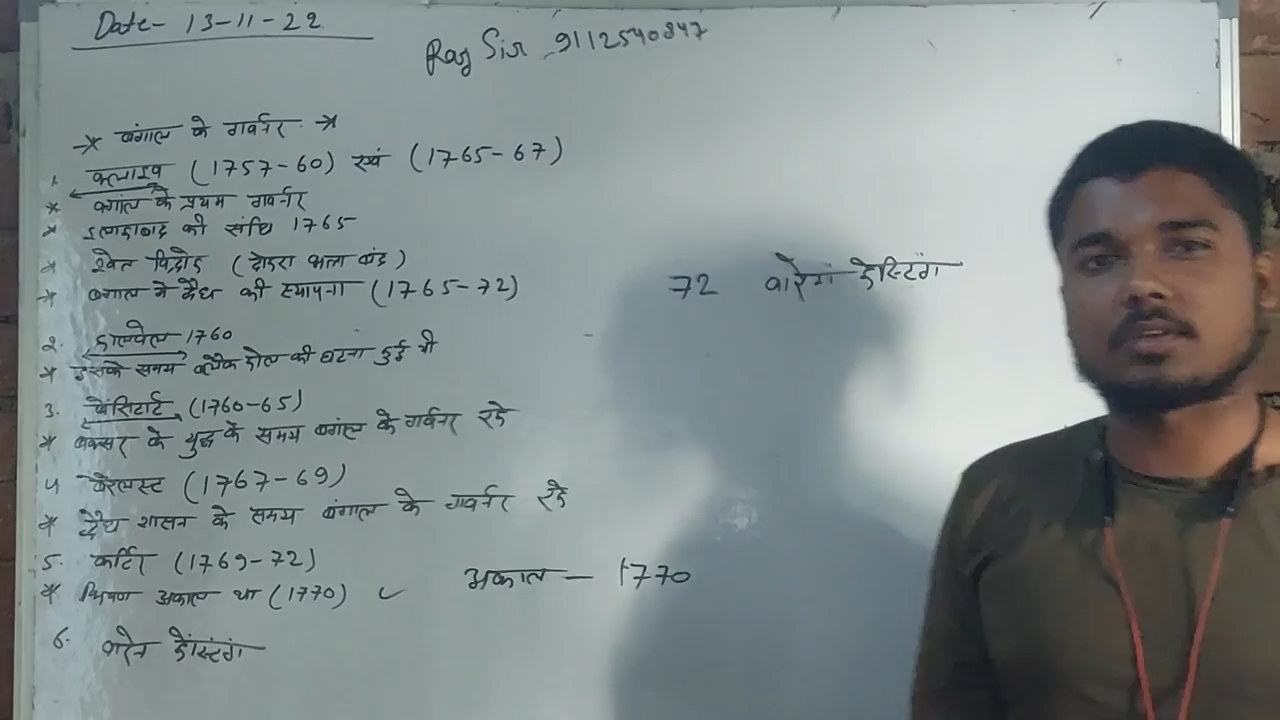 Date- 13-11-22
Raj Sir 9112540847
* बंगाल के गवर्नर *
1. क्लाइव (1757-60) एवं (1765-67)
* बंगाल के प्रथम गवर्नर
* इलाहाबाद की संधि 1765
* श्वेत विद्रोह (दोहरा भत्ता बंद)
* बंगाल मे द्वैध की स्थापना (1765-72)
72 वारेन हेस्टिंग
2. हालवेल 1760
* इसके समय ब्लैक होल की घटना हुई थी
3. वेंसिटार्ट (1760-65)
* बक्सर के युद्ध के समय बंगाल के गवर्नर रहे
4 वेरेलस्ट (1767-69)
* द्वैध शासन के समय बंगाल के गवर्नर रहे
5. कर्टियर (1769-72)
* भिषण अकाल था (1770)
अकाल - 1770
6. वारेन हेंस्टिंग